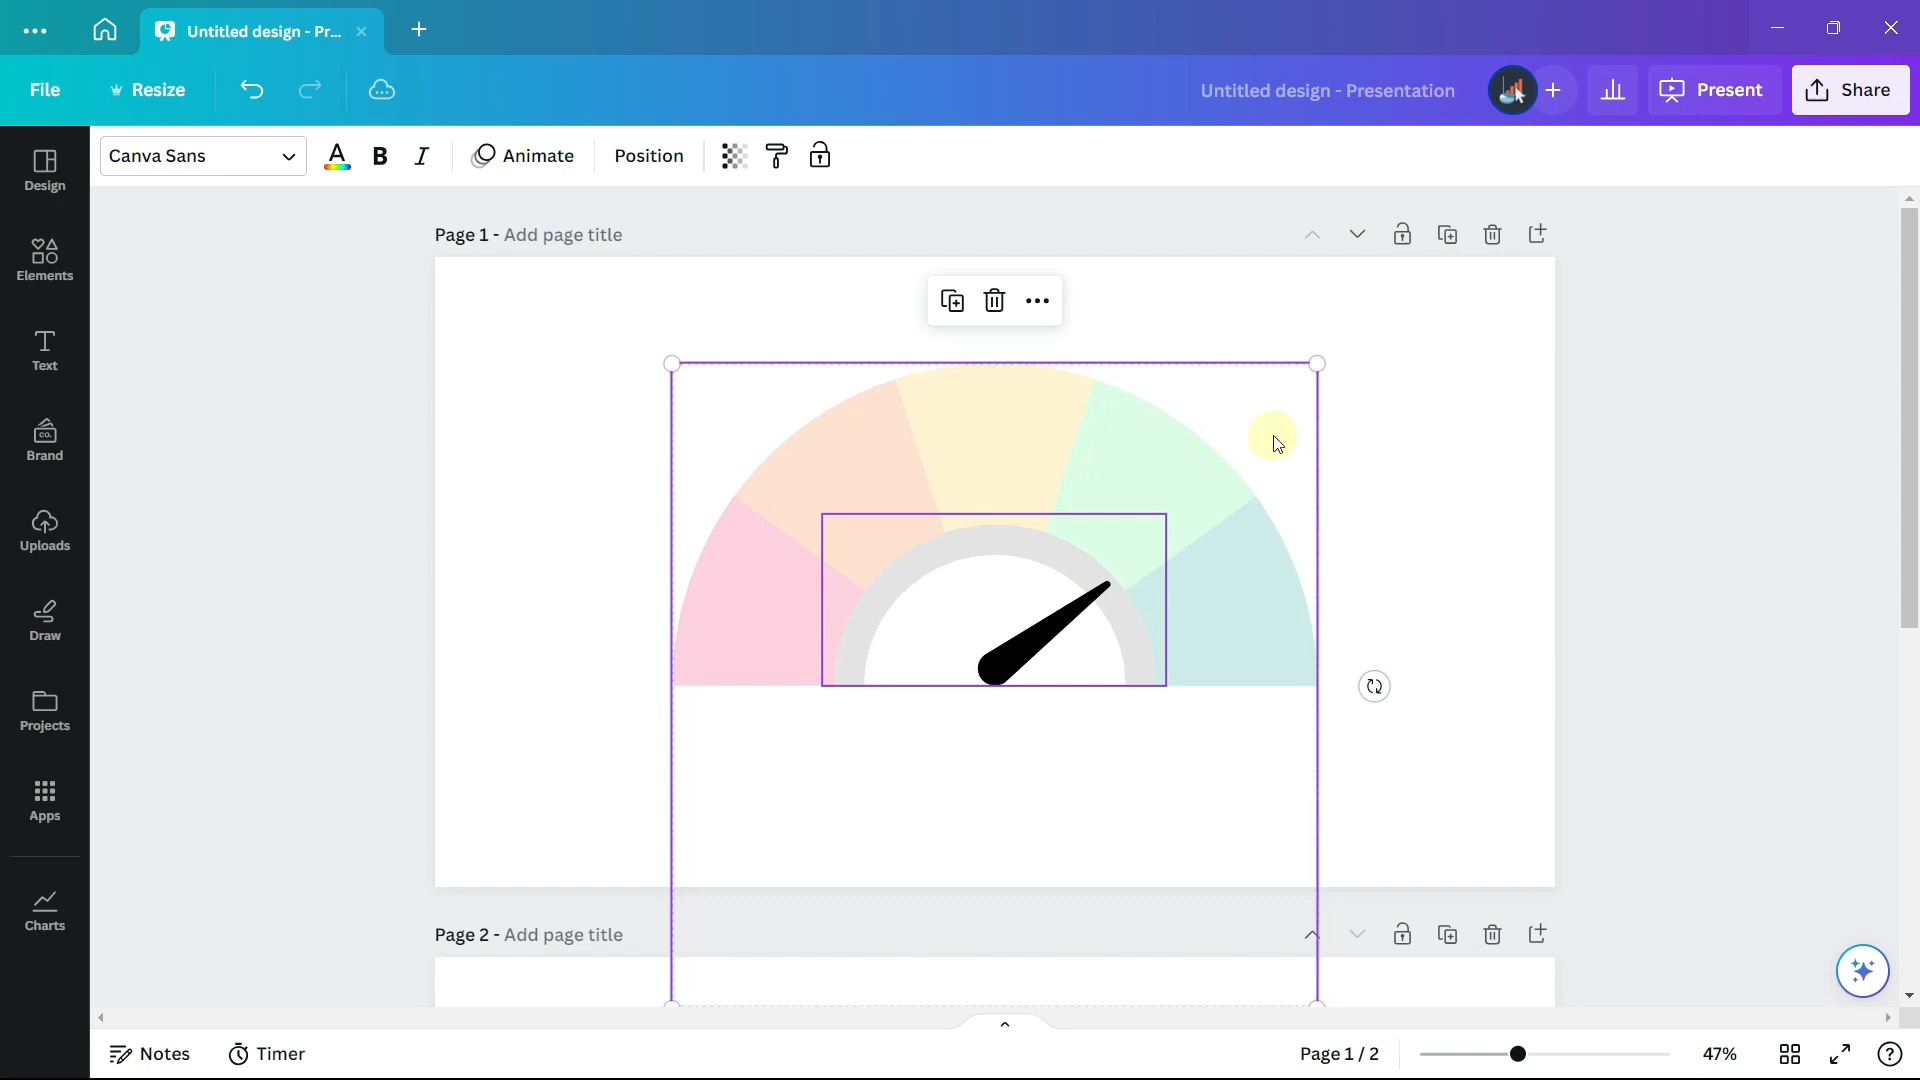 Untitled design - Pr...
File
Resize
Untitled design - Presentation
Present
Share
Canva Sans
A
B
I
Animate
Position
Design
Elements
Text
Brand
Uploads
Draw
Projects
Apps
Charts
Page 1 - Add page title
Page 2 - Add page title
Notes
Timer
Page 1 / 2
47%